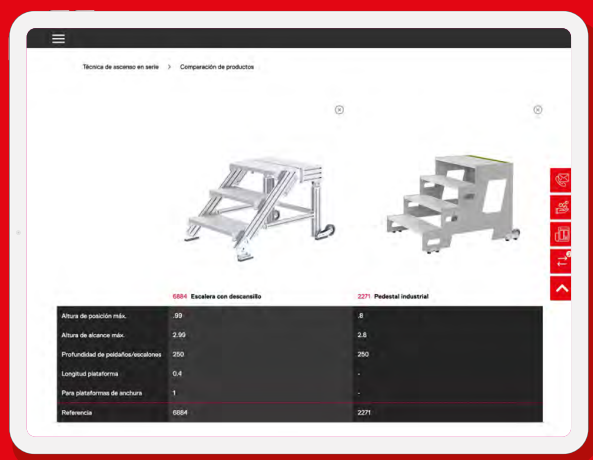 Técnica de ascenso en serie > Comparación de productos
6884 Escalera con descansillo 2271 Pedestal industrial
Altura de posición máx. .99 .8
Altura de alcance máx. 2.99 2.8
Profundidad de peldaños/escalones 250 250
Longitud plataforma 0.4 -
Para plataformas de anchura 1 -
Referencia 6884 2271